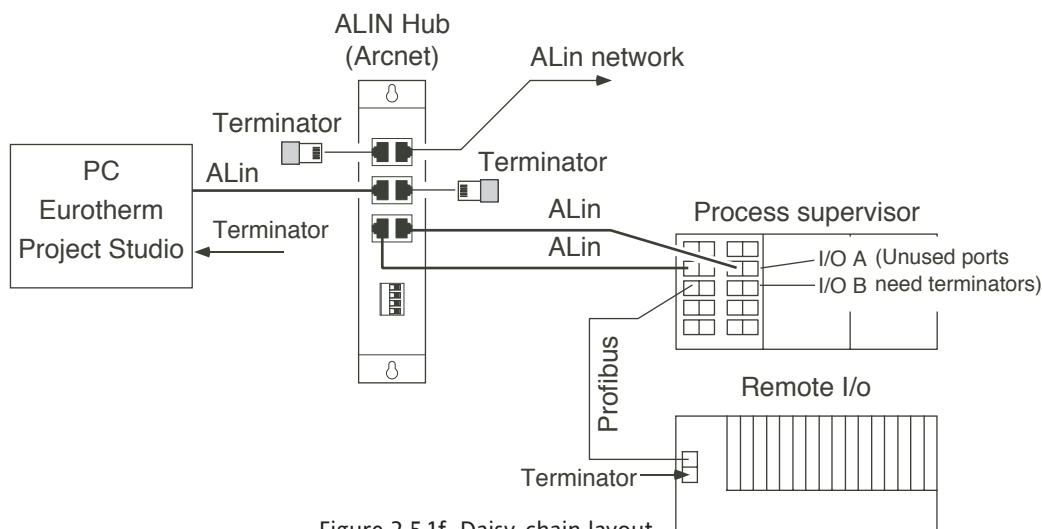 ALIN Hub
(Arcnet)
ALin network
Terminator
Terminator
PC
Eurotherm
Project Studio
ALin
Terminator
ALin
ALin
Process supervisor
I/O A (Unused ports
I/O B need terminators)
Profibus
Remote I/o
Terminator
Figure 2.5.1f Daisy-chain layout